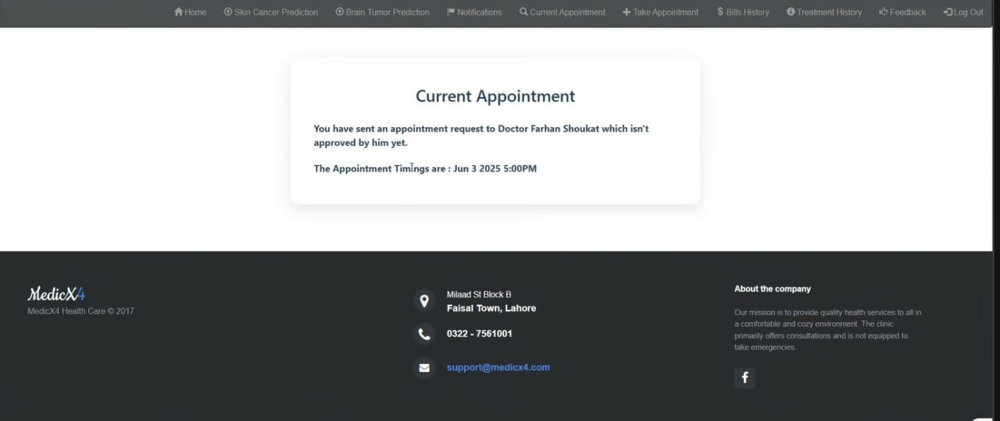 Home Skin Cancer Prediction Brain Tumor Prediction Notifications Current Appointment Take Appointment Bills History Treatment History Feedback Log Out
Current Appointment
You have sent an appointment request to Doctor Farhan Shoukat which isn't
approved by him yet.
The Appointment Timings are : Jun 3 2025 5:00PM
MedicX4
MedicX4 Health Care © 2017
Milaad St Block B
Faisal Town, Lahore
0322 - 7561001
support@medicx4.com
About the company
Our mission is to provide quality health services to all in
a comfortable and cozy environment. The clinic
primarily offers consultations and is not equipped to
take emergencies.